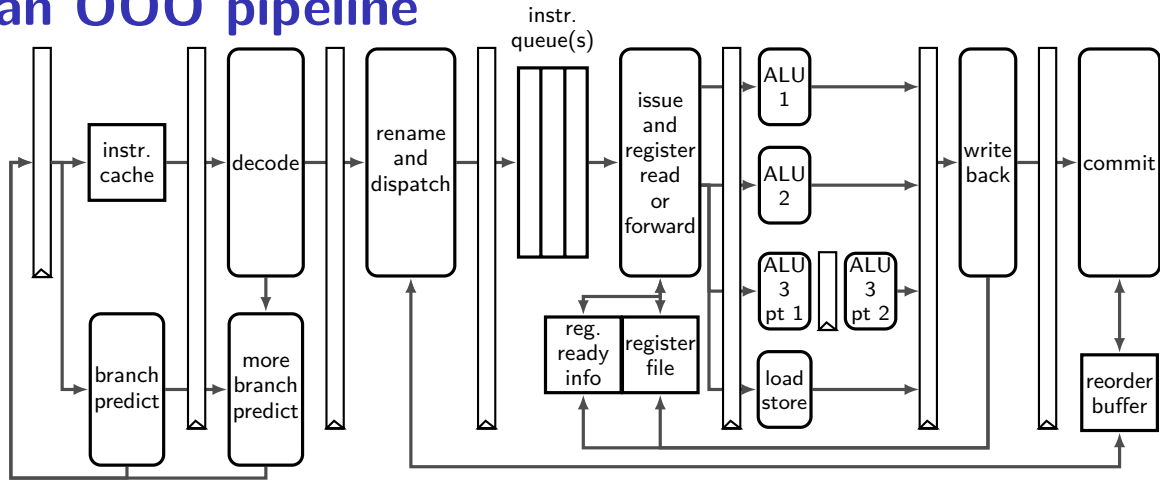 an OOO pipeline
instr.
cache
branch
predict
decode
more
branch
predict
rename
and
dispatch
instr.
queue(s)
issue
and
register
read
or
forward
reg.
ready
info
register
file
ALU
1
ALU
2
ALU
3
pt 1
ALU
3
pt 2
load
store
write
back
commit
reorder
buffer